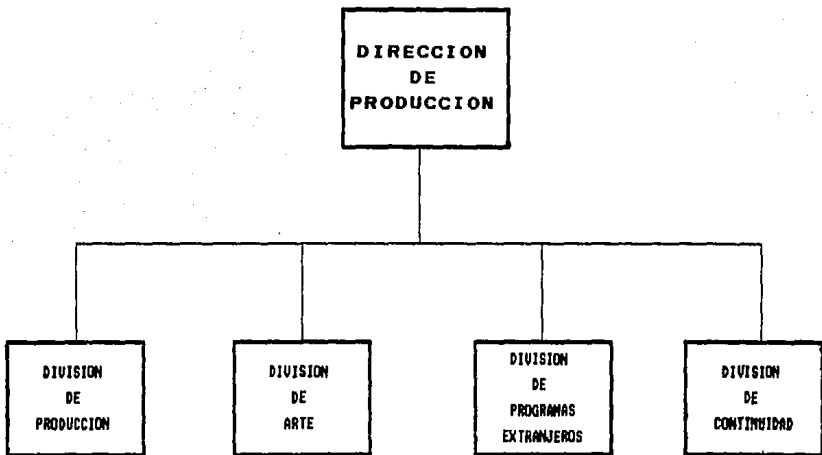 DIRECCION
DE
PRODUCCION
DIVISION
DE
PRODUCCION
DIVISION
DE
ARTE
DIVISION
DE
PROGRAMAS
EXTRANJEROS
DIVISION
DE
CONTINUIDAD